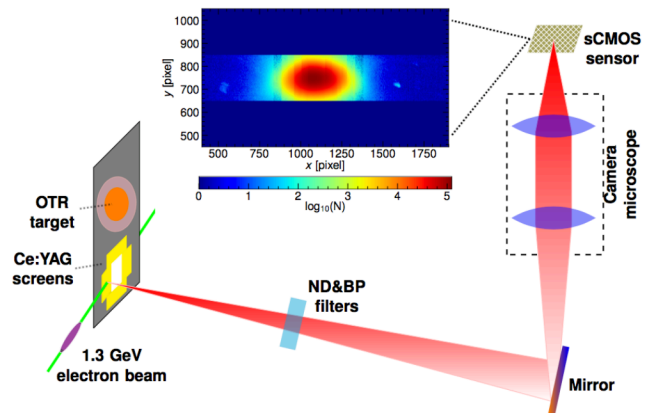 1000
900
800
700
600
500
y [pixel]
500
750
1000
1250
1500
1750
x [pixel]
0
1
2
3
4
5
log₁₀(N)
sCMOS
sensor
Camera
microscope
OTR
target
Ce:YAG
screens
ND&BP
filters
1.3 GeV
electron beam
Mirror